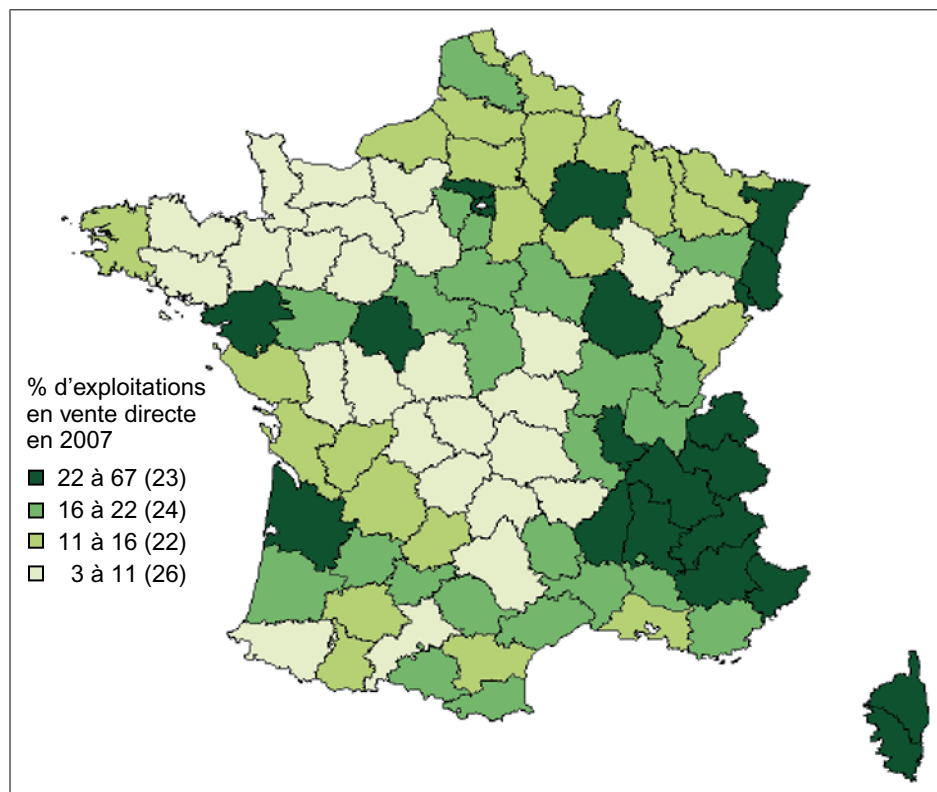 % d’exploitations
en vente directe
en 2007
22 à 67 (23)
16 à 22 (24)
11 à 16 (22)
3 à 11 (26)